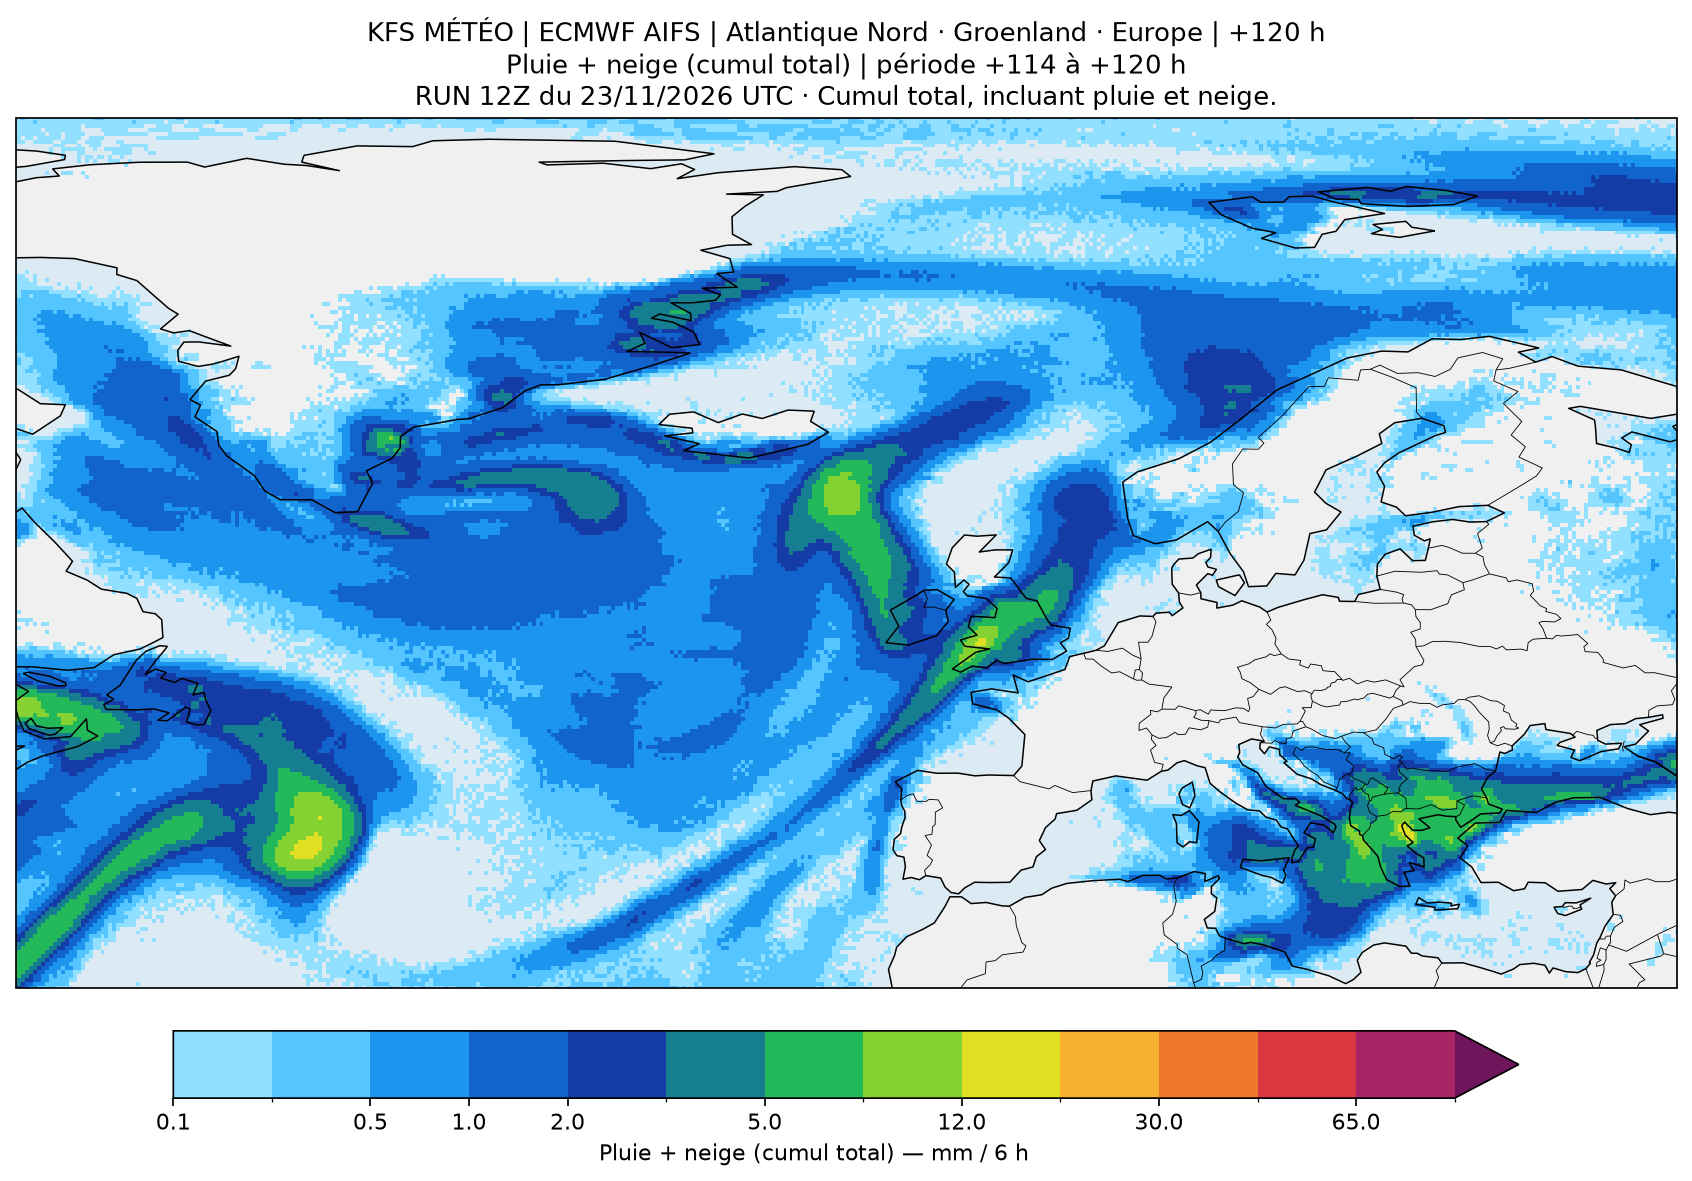 KFS MÉTÉO | ECMWF AIFS | Atlantique Nord · Groenland · Europe | +120 h
Pluie + neige (cumul total) | période +114 à +120 h
RUN 12Z du 23/11/2026 UTC · Cumul total, incluant pluie et neige.
0.1 0.5 1.0 2.0 5.0 12.0 30.0 65.0
Pluie + neige (cumul total) — mm / 6 h